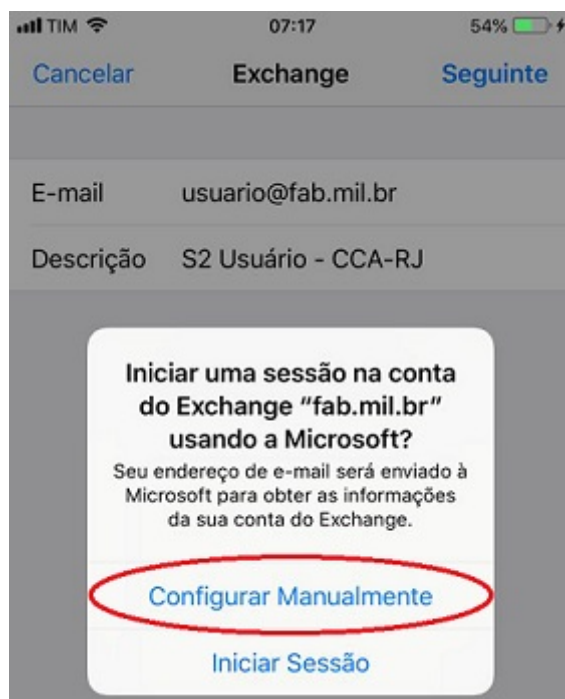 TIM 07:17 54%
Cancelar Exchange Seguinte
E-mail usuario@fab.mil.br
Descrição S2 Usuário - CCA-RJ
Iniciar uma sessão na conta
do Exchange "fab.mil.br"
usando a Microsoft?
Seu endereço de e-mail será enviado à
Microsoft para obter as informações
da sua conta do Exchange.
Configurar Manualmente
Iniciar Sessão